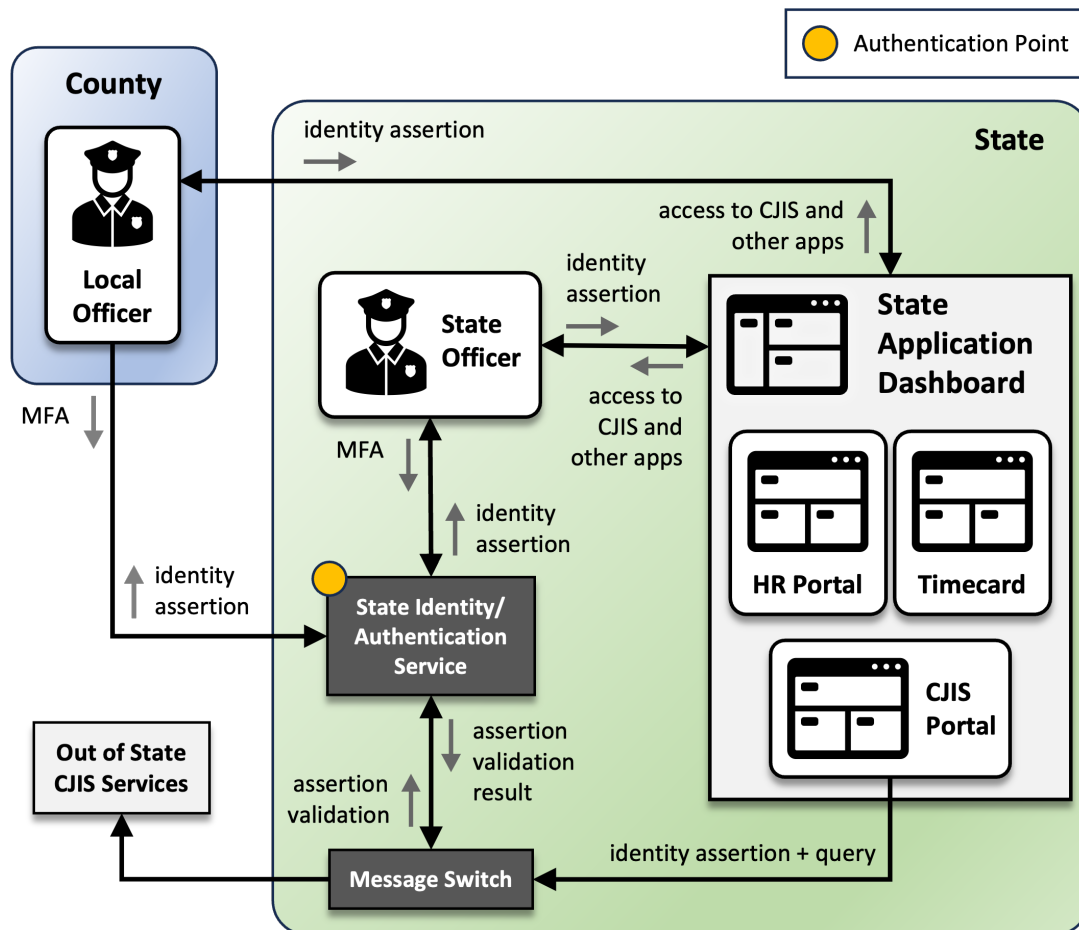 Authentication Point
County
State
identity assertion
access to CJIS and
other apps
Local
Officer
identity
assertion
State
Officer
State
Application
Dashboard
access to
CJIS and
other apps
MFA
MFA
identity
assertion
HR Portal
Timecard
identity
assertion
State Identity/
Authentication
Service
CJIS
Portal
Out of State
CJIS Services
assertion
validation
result
assertion
validation
identity assertion + query
Message Switch